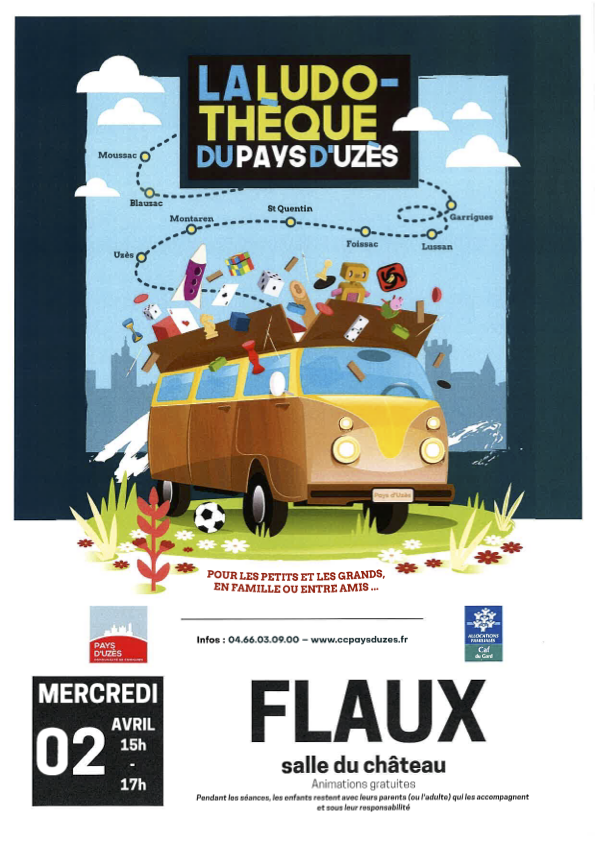 LA LUDO-
THÈQUE
DU PAYS D'UZÈS
Moussac
Blauzac
Montaren
St Quentin
Garrigues
Uzès
Foissac
Lussan
Pays d'Uzès
POUR LES PETITS ET LES GRANDS,
EN FAMILLE OU ENTRE AMIS ...
Infos : 04.66.03.09.00 – www.ccpaysduzes.fr
PAYS
D'UZÈS
ALLOCATIONS
FAMILIALES
Caf
du Gard
MERCREDI
02
AVRIL
15h
-
17h
FLAUX
salle du château
Animations gratuites
Pendant les séances, les enfants restent avec leurs parents (ou l'adulte) qui les accompagnent
et sous leur responsabilité